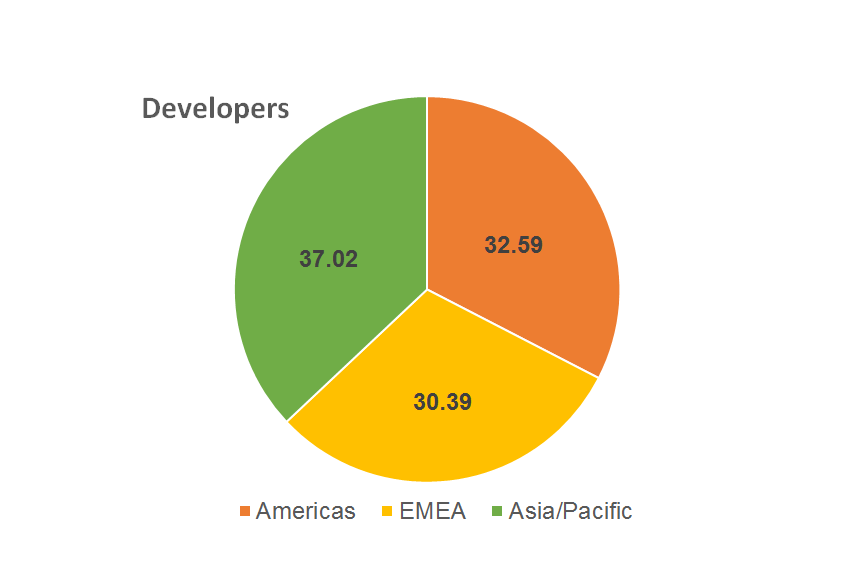 Developers
32.59
37.02
30.39
Americas EMEA Asia/Pacific